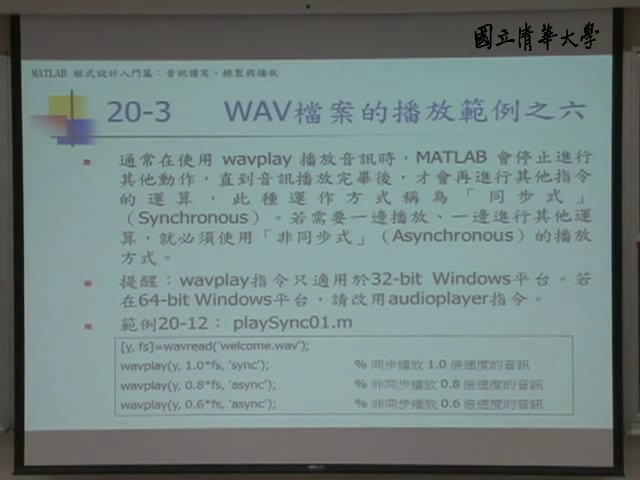 國立清華大學
MATLAB 程式設計入門篇：音訊讀寫、錄製與播放
20-3 WAV檔案的播放範例之六
通常在使用 wavplay 播放音訊時，MATLAB 會停止進行
其他動作，直到音訊播放完畢後，才會再進行其他指令
的運算，此種運作方式稱為「同步式」
（Synchronous）。若需要一邊播放、一邊進行其他運
算，就必須使用「非同步式」（Asynchronous）的播放
方式。
提醒：wavplay指令只適用於32-bit Windows平台。若
在64-bit Windows平台，請改用audioplayer指令。
範例20-12： playSync01.m
[y, fs]=wavread('welcome.wav');
wavplay(y, 1.0*fs, 'sync'); % 同步播放 1.0 倍速度的音訊
wavplay(y, 0.8*fs, 'async'); % 非同步播放 0.8 倍速度的音訊
wavplay(y, 0.6*fs, 'async'); % 非同步播放 0.6 倍速度的音訊